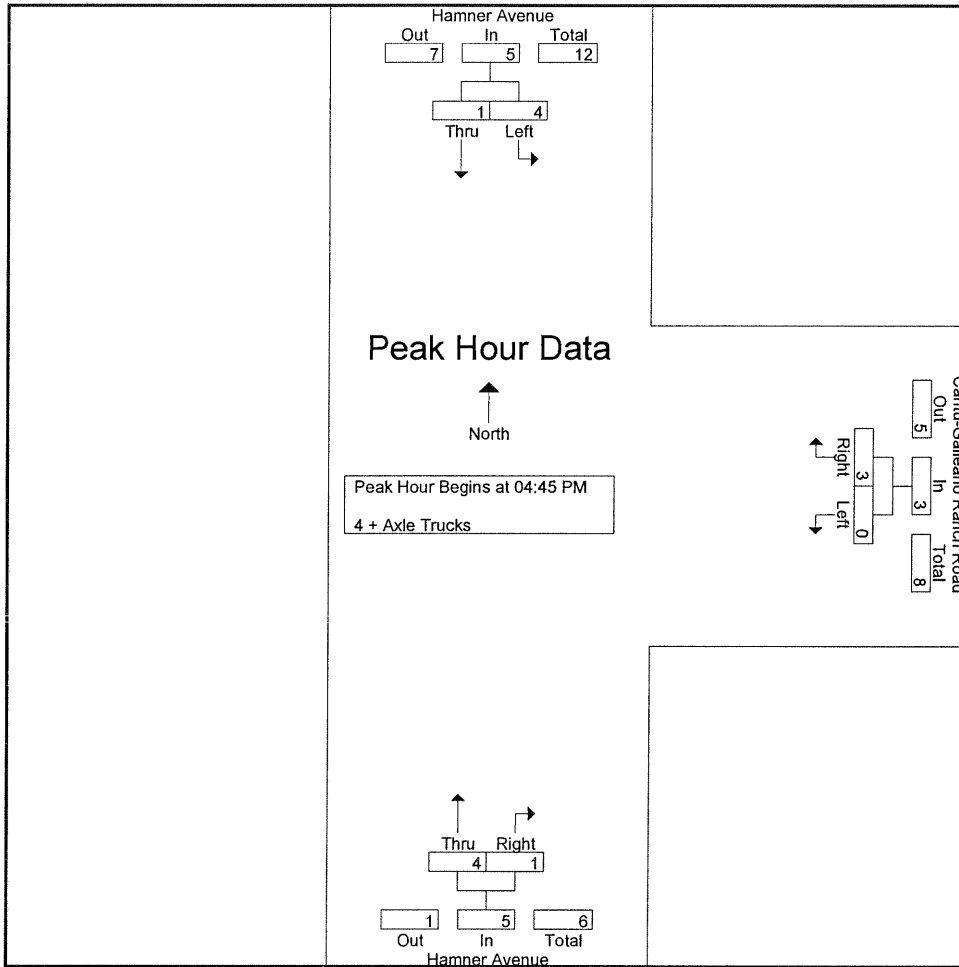 Hamner Avenue
Out In Total
7 5 12
1 4
Thru Left
Peak Hour Data
North
Peak Hour Begins at 04:45 PM
4 + Axle Trucks
Ranch Road
Out In Total
5 3 8
3 0
Right Left
Thru Right
4 1
1 5 6
Out In Total
Hamner Avenue